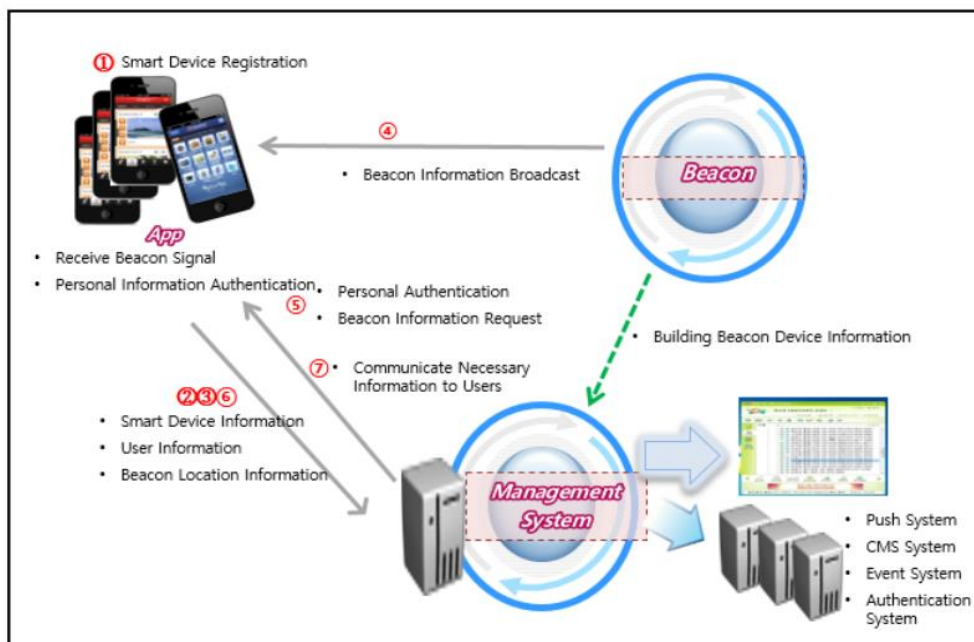 ① Smart Device Registration
④
• Beacon Information Broadcast
Beacon
App
• Receive Beacon Signal
• Personal Information Authentication
⑤
• Personal Authentication
• Beacon Information Request
• Building Beacon Device Information
⑦
• Communicate Necessary
Information to Users
②③⑥
• Smart Device Information
• User Information
• Beacon Location Information
Management
System
• Push System
• CMS System
• Event System
• Authentication
System